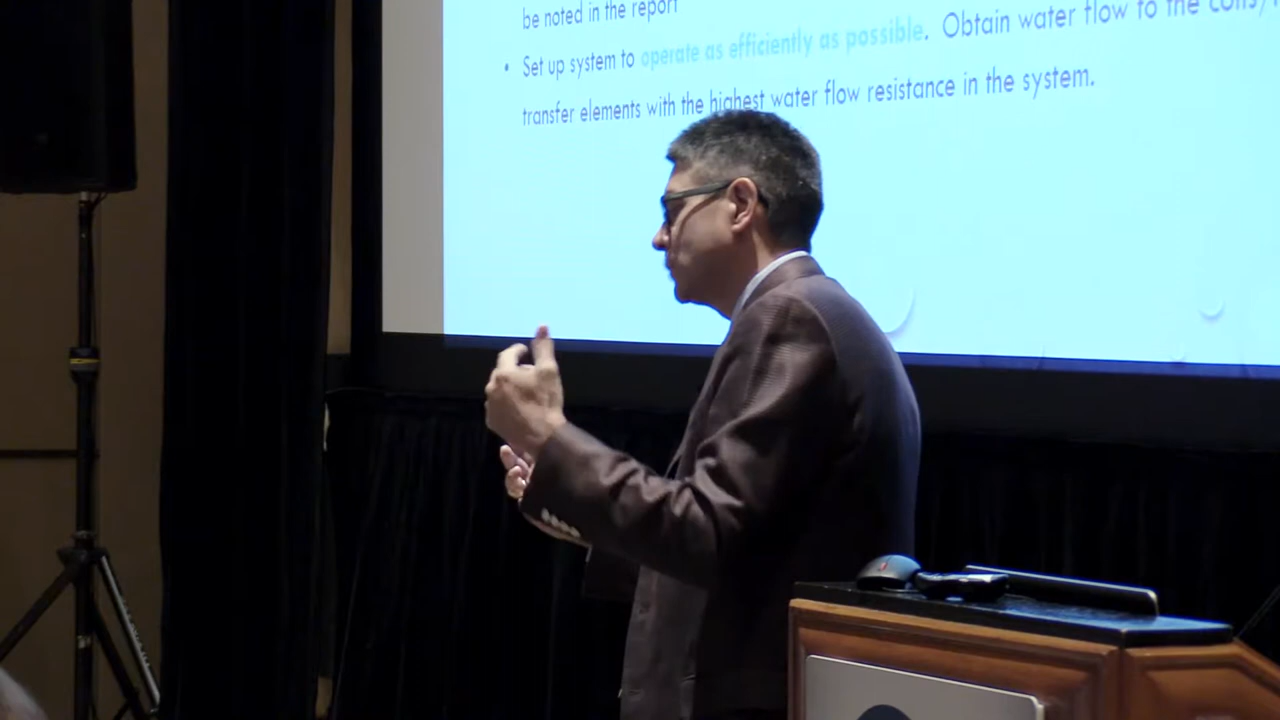 be noted in the report
• Set up system to operate as efficiently as possible. Obtain water flow to the coils/
transfer elements with the highest water flow resistance in the system.